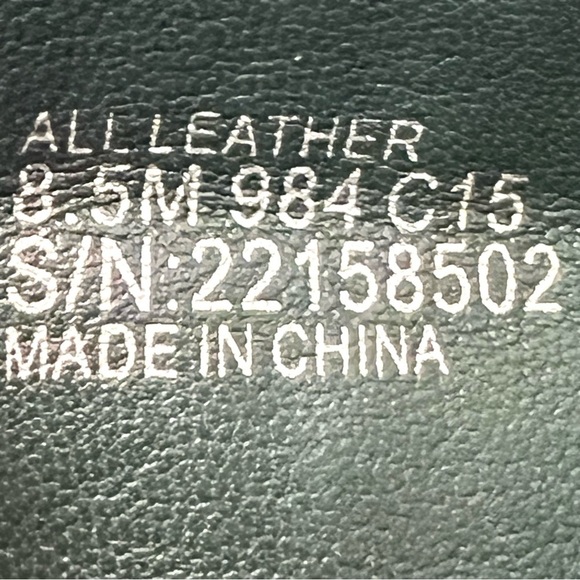 ALL LEATHER
8.5M 984 C15
S/N:22158502
MADE IN CHINA